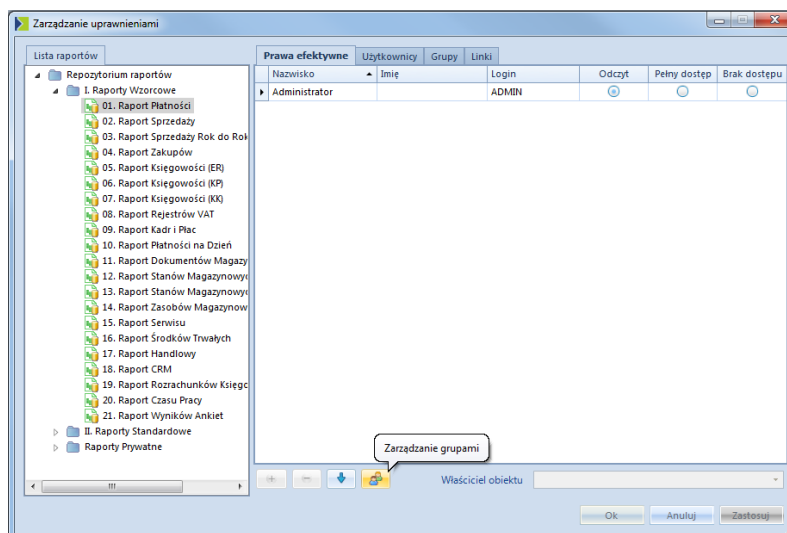 Zarządzanie uprawnieniami
Lista raportów
Repozytorium raportów
I. Raporty Wzorcowe
01. Raport Płatności
02. Raport Sprzedaży
03. Raport Sprzedaży Rok do Rok
04. Raport Zakupów
05. Raport Księgowości (ER)
06. Raport Księgowości (KP)
07. Raport Księgowości (KK)
08. Raport Rejestrów VAT
09. Raport Kadr i Płac
10. Raport Płatności na Dzień
11. Raport Dokumentów Magazy
12. Raport Stanów Magazynowy
13. Raport Stanów Magazynowy
14. Raport Zasobów Magazynow
15. Raport Serwisu
16. Raport Środków Trwałych
17. Raport Handlowy
18. Raport CRM
19. Raport Rozrachunków Księgo
20. Raport Czasu Pracy
21. Raport Wyników Ankiet
II. Raporty Standardowe
Raporty Prywatne
Prawa efektywne Użytkownicy Grupy Linki
Nazwisko Imię Login Odczyt Pełny dostęp Brak dostępu
Administrator ADMIN
Zarządzanie grupami
Właściciel obiektu
Ok Anuluj Zastosuj